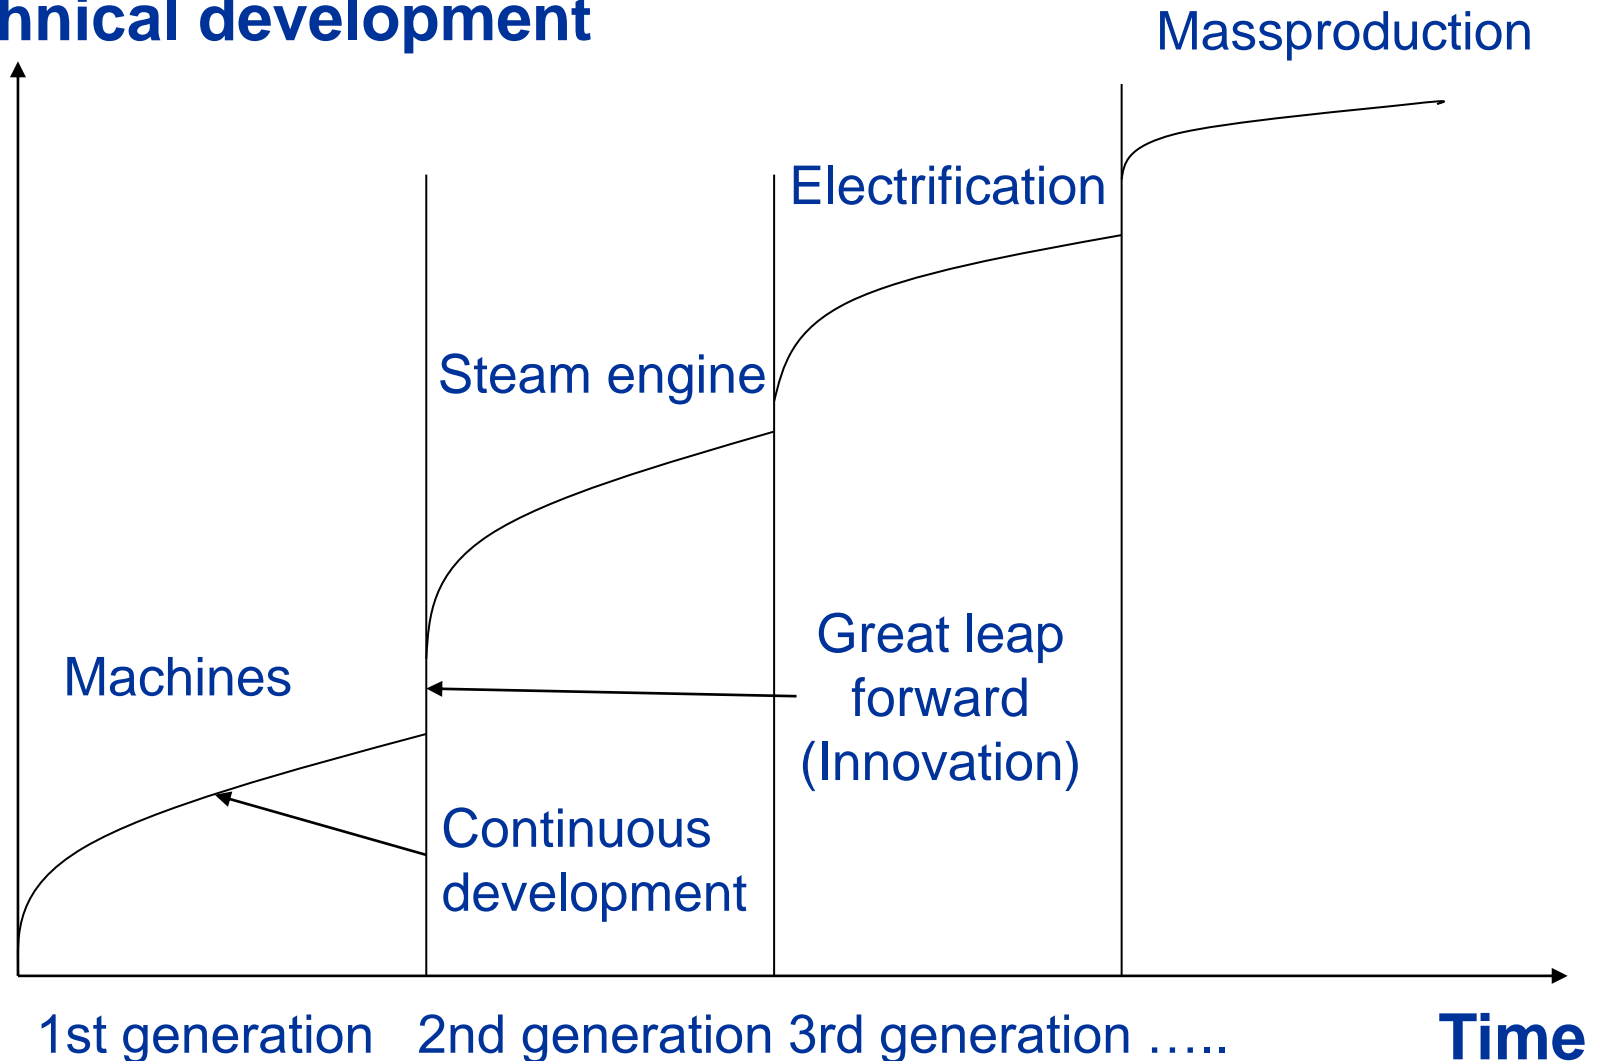 hnical development
Massproduction
Electrification
Steam engine
Great leap
forward
(Innovation)
Machines
Continuous
development
1st generation 2nd generation 3rd generation ..... Time